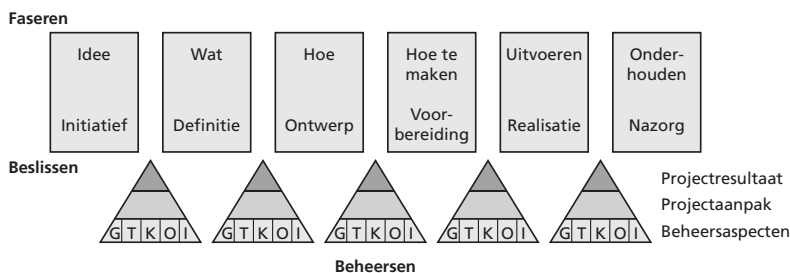 Faseren
Idee
Wat
Hoe
Hoe te
maken
Uitvoeren
Onder-
houden
Initiatief
Definitie
Ontwerp
Voor-
bereiding
Realisatie
Nazorg
Beslissen
Projectresultaat
Projectaanpak
G T K O I
G T K O I
G T K O I
G T K O I
G T K O I
Beheersaspecten
Beheersen